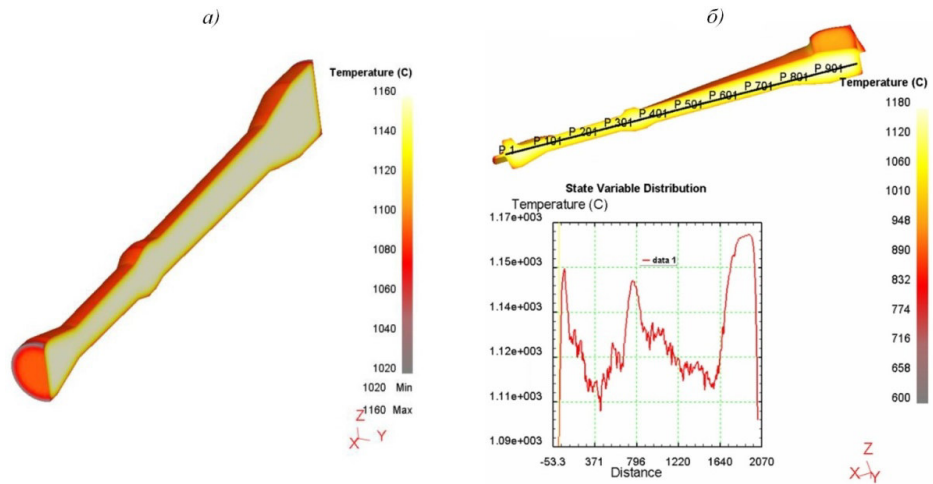 а)
Temperature (C)
1160
1140
1120
1100
1080
1060
1040
1020
1020 Min
1160 Max
Z
X Y
б)
P 1
P 101
P 201
P 301
P 401
P 501
P 601
P 701
P 801
P 901
Temperature (C)
1180
1120
1060
1010
948
890
832
774
716
658
600
State Variable Distribution
Temperature (C)
1.17e+003
1.15e+003
1.14e+003
1.12e+003
1.11e+003
1.09e+003
data 1
-53.3 371 796 1220 1640 2070
Distance
Z
X Y